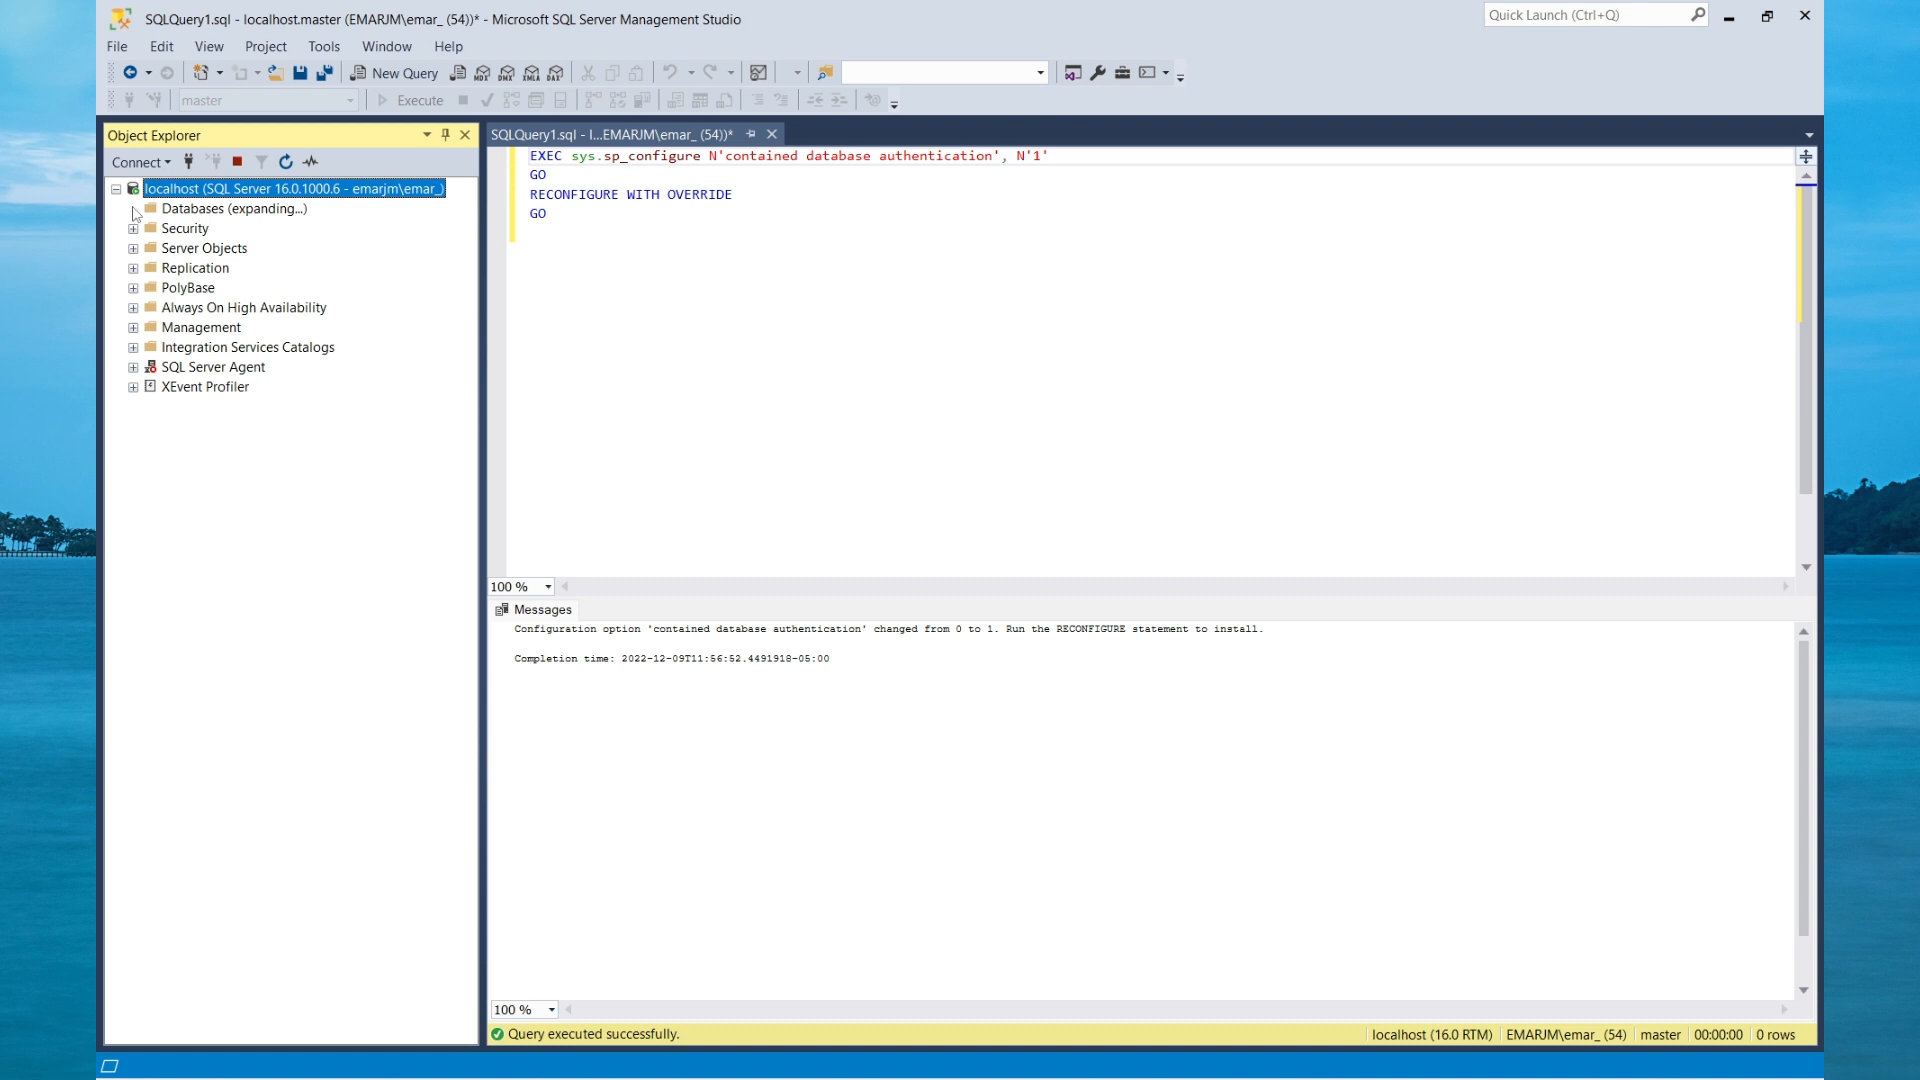 SQLQuery1.sql - localhost.master (EMARJM\emar_ (54))* - Microsoft SQL Server Management Studio
Quick Launch (Ctrl+Q)
File Edit View Project Tools Window Help
New Query MDX DMX XMLA DAX
master Execute
Object Explorer
SQLQuery1.sql - l...EMARJM\emar_ (54))*
Connect
localhost (SQL Server 16.0.1000.6 - emarjm\emar_)
Databases (expanding...)
Security
Server Objects
Replication
PolyBase
Always On High Availability
Management
Integration Services Catalogs
SQL Server Agent
XEvent Profiler
EXEC sys.sp_configure N'contained database authentication', N'1'
GO
RECONFIGURE WITH OVERRIDE
GO
100 %
Messages
Configuration option 'contained database authentication' changed from 0 to 1. Run the RECONFIGURE statement to install.
Completion time: 2022-12-09T11:56:52.4491918-05:00
100 %
Query executed successfully.
localhost (16.0 RTM) EMARJM\emar_ (54) master 00:00:00 0 rows